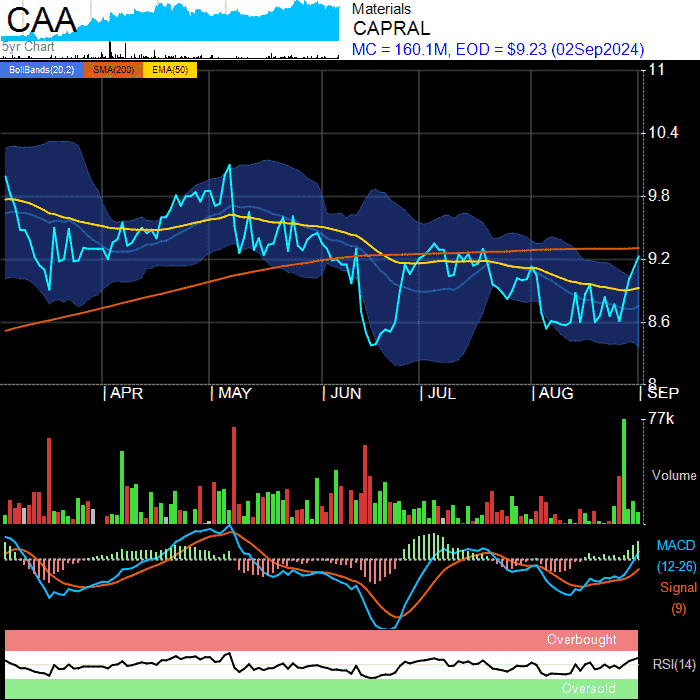 CAA
5yr Chart
Materials
CAPRAL
MC = 160.1M, EOD = $9.23 (02Sep2024)
BollBands(20,2) SMA(200) EMA(50)
11
10.4
9.8
9.2
8.6
8
APR MAY JUN JUL AUG SEP
77k
Volume
MACD
(12-26)
Signal
(9)
Overbought
RSI(14)
Oversold